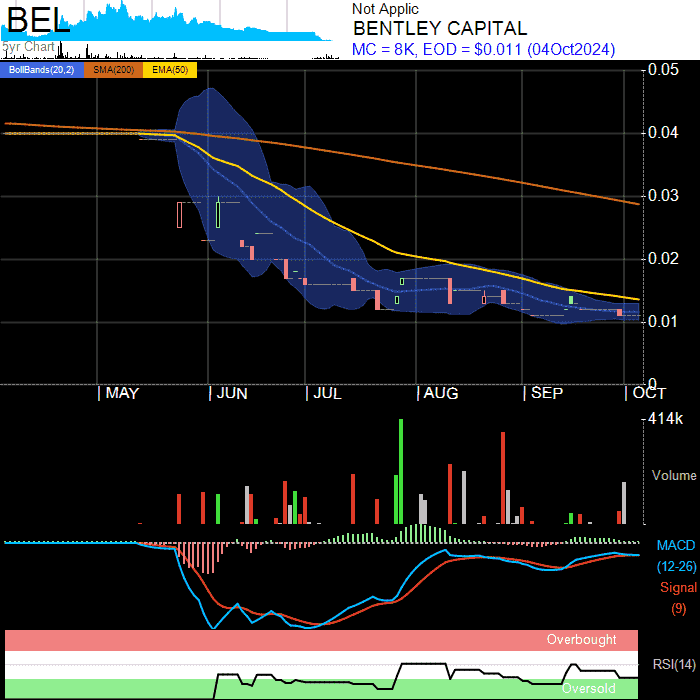 BEL
5yr Chart
Not Applic
BENTLEY CAPITAL
MC = 8K, EOD = $0.011 (04Oct2024)
BollBands(20,2) SMA(200) EMA(50)
0.05
0.04
0.03
0.02
0.01
0
MAY JUN JUL AUG SEP OCT
414k
Volume
MACD
(12-26)
Signal
(9)
Overbought
RSI(14)
Oversold